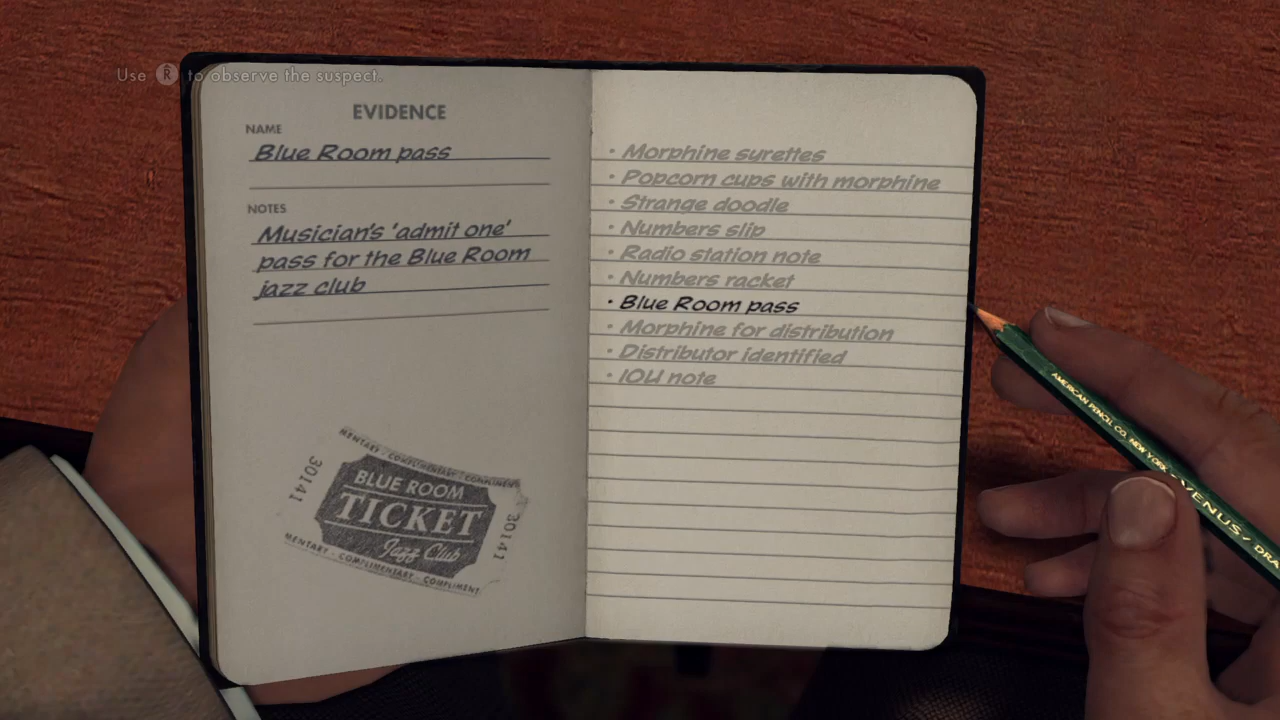 Use R to observe the suspect.
EVIDENCE
NAME
Blue Room pass
NOTES
Musician's 'admit one'
pass for the Blue Room
jazz club
MENTARY - COMPLIMENTARY - COMPLIMENT
30141
BLUE ROOM
TICKET
Jazz Club
30141
MENTARY - COMPLIMENTARY - COMPLIMENT
• Morphine syrettes
• Popcorn cups with morphine
• Strange doodle
• Numbers slip
• Radio station note
• Numbers racket
• Blue Room pass
• Morphine for distribution
• Distributor identified
• IOU note
AMERICAN PENCIL CO. NEW YORK
VENUS / DRA